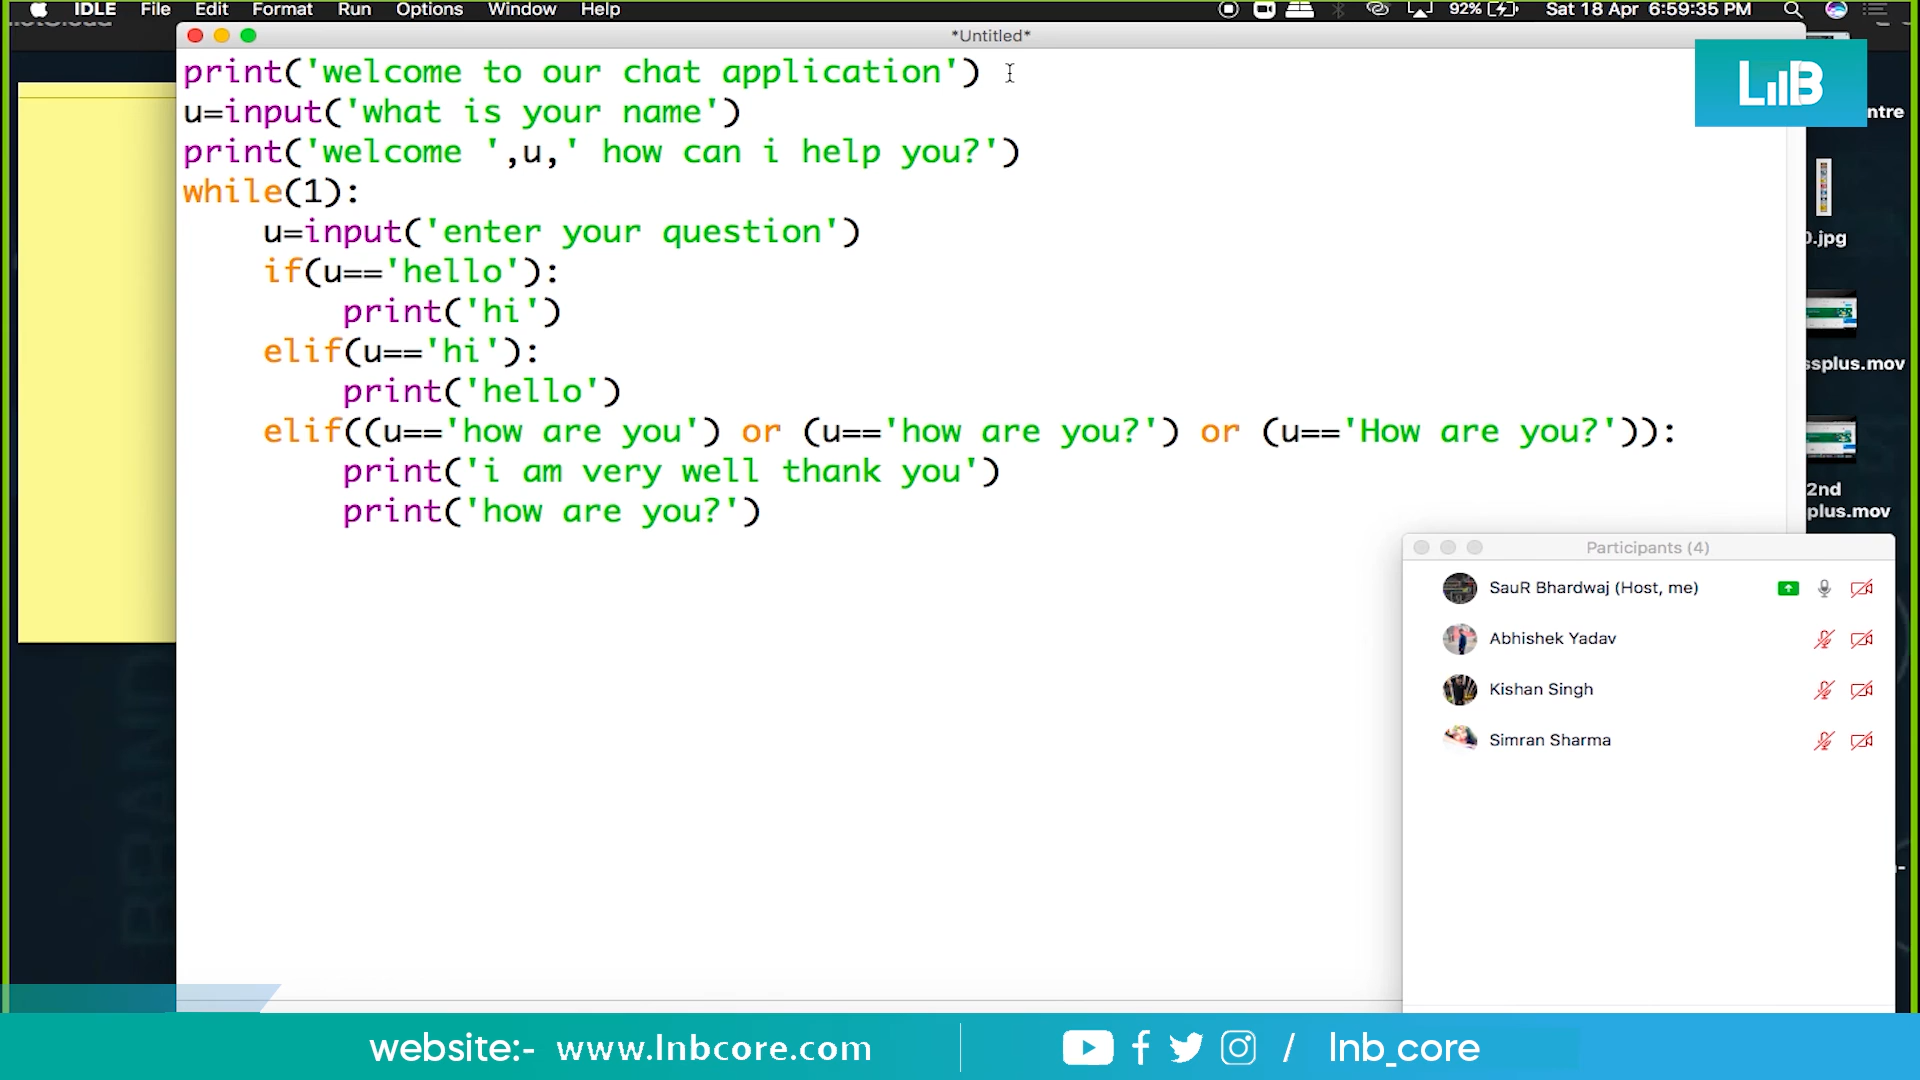 IDLE File Edit Format Run Options Window Help 92% Sat 18 Apr 6:59:35 PM
*Untitled*
print('welcome to our chat application')
u=input('what is your name')
print('welcome ',u,' how can i help you?')
while(1):
u=input('enter your question')
if(u=='hello'):
print('hi')
elif(u=='hi'):
print('hello')
elif((u=='how are you') or (u=='how are you?') or (u=='How are you?')):
print('i am very well thank you')
print('how are you?')
LNB
ntre
0.jpg
ssplus.mov
2nd
plus.mov
Participants (4)
SauR Bhardwaj (Host, me)
Abhishek Yadav
Kishan Singh
Simran Sharma
BRAND
website:- www.lnbcore.com
/ lnb_core